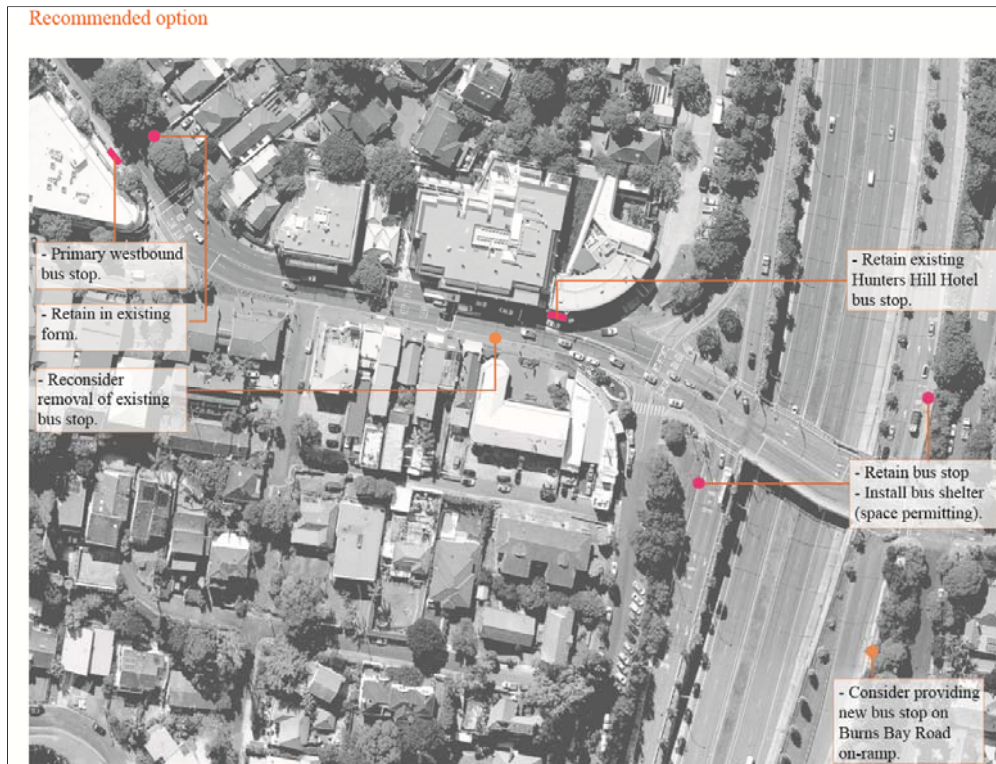 Recommended option
- Primary westbound
bus stop.
- Retain in existing
form.
- Reconsider
removal of existing
bus stop.
- Retain existing
Hunters Hill Hotel
bus stop.
- Retain bus stop
- Install bus shelter
(space permitting).
- Consider providing
new bus stop on
Burns Bay Road
on-ramp.